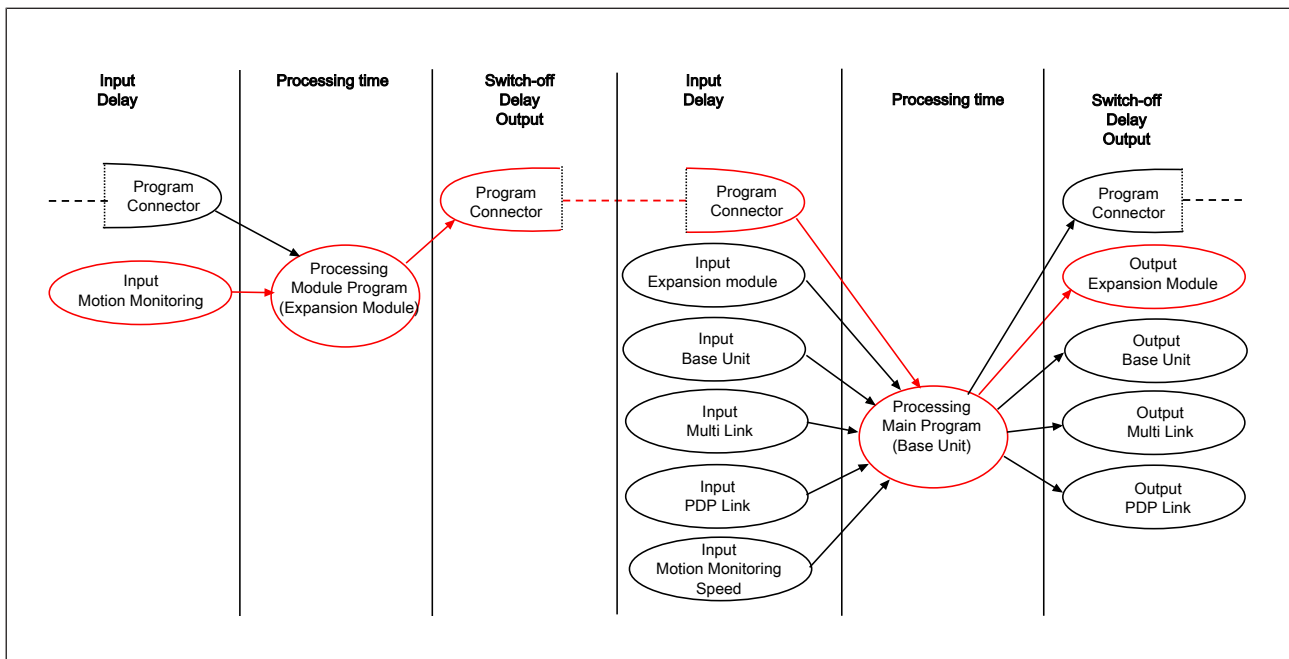 Input
Delay
Processing time
Switch-off
Delay
Output
Input
Delay
Processing time
Switch-off
Delay
Output
Program
Connector
Input
Motion Monitoring
Processing
Module Program
(Expansion Module)
Program
Connector
Program
Connector
Input
Expansion module
Input
Base Unit
Input
Multi Link
Input
PDP Link
Input
Motion Monitoring
Speed
Processing
Main Program
(Base Unit)
Program
Connector
Output
Expansion Module
Output
Base Unit
Output
Multi Link
Output
PDP Link